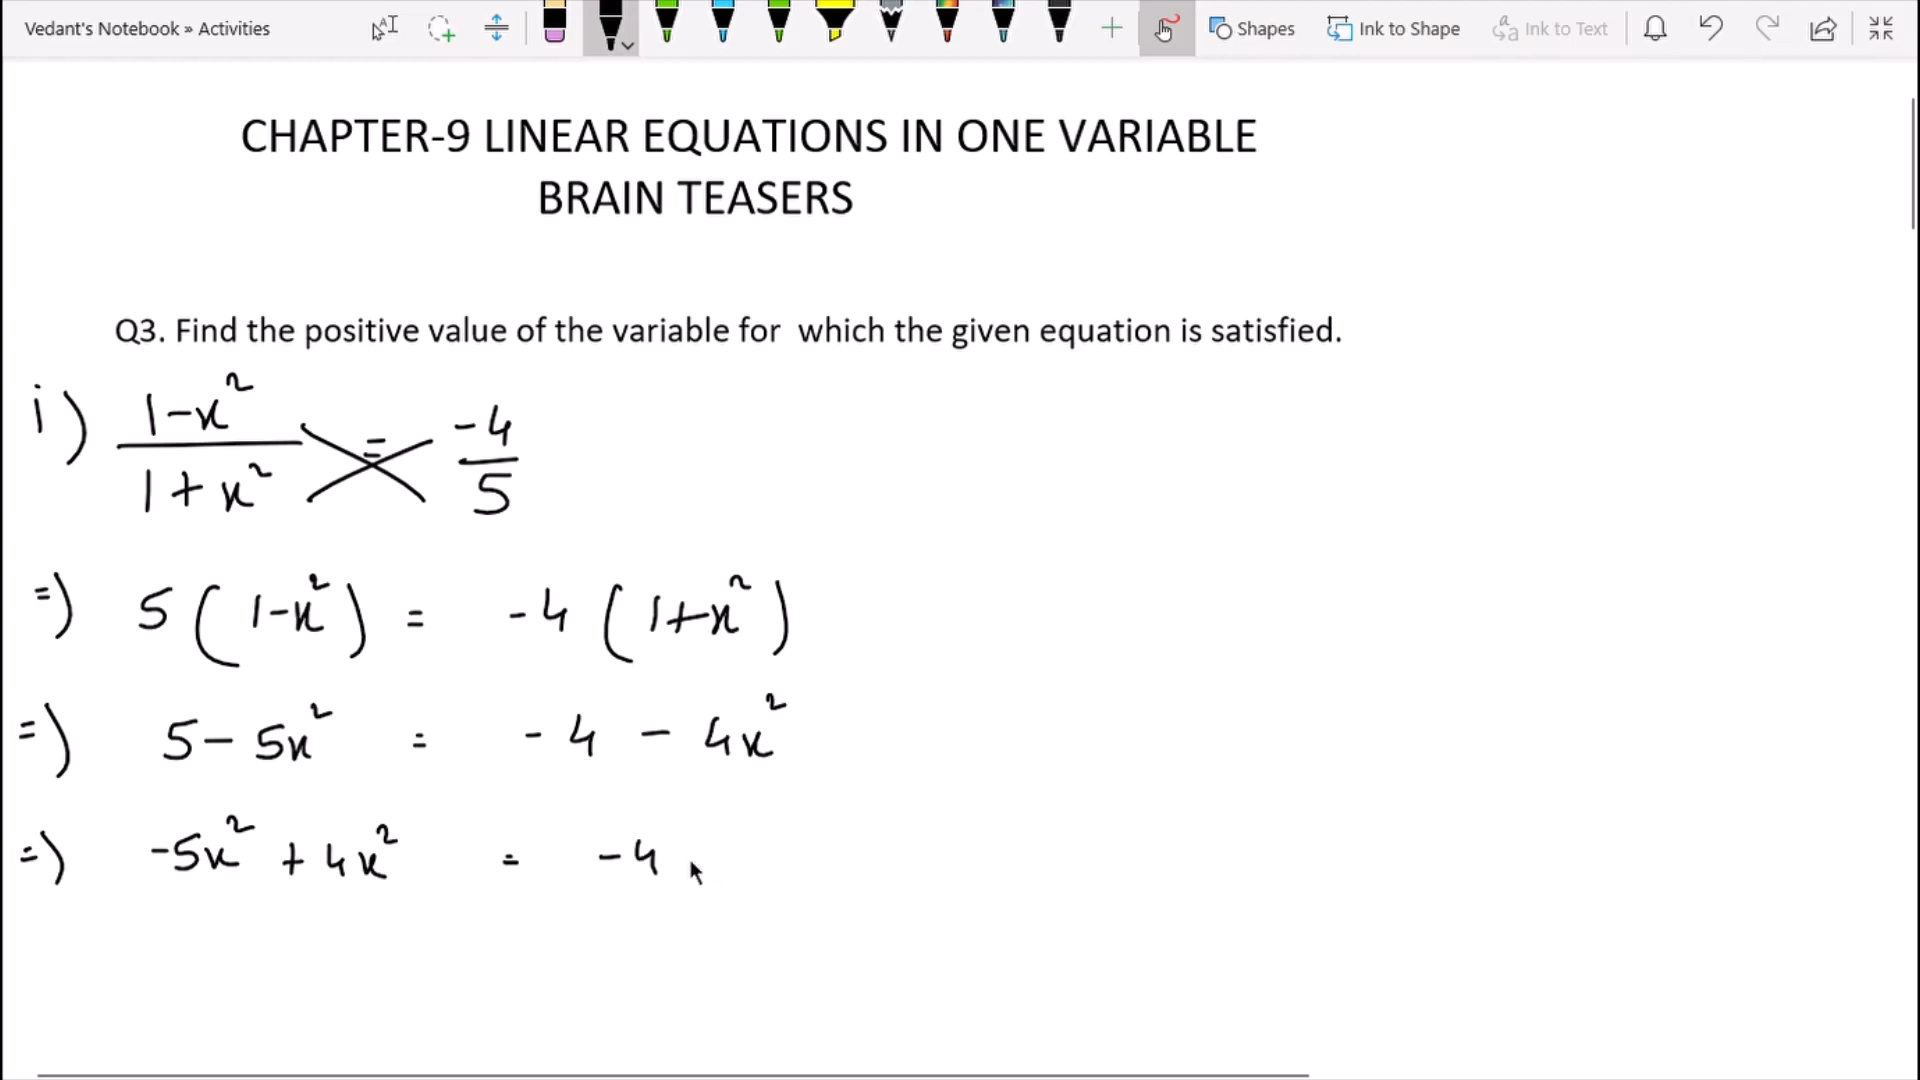 Vedant's Notebook » Activities
Shapes
Ink to Shape
Ink to Text
CHAPTER-9 LINEAR EQUATIONS IN ONE VARIABLE
BRAIN TEASERS
Q3. Find the positive value of the variable for which the given equation is satisfied.
i) (1-x²)/(1+x²) = -4/5
=) 5(1-x²) = -4(1+x²)
=) 5-5x² = -4-4x²
=) -5x²+4x² = -4